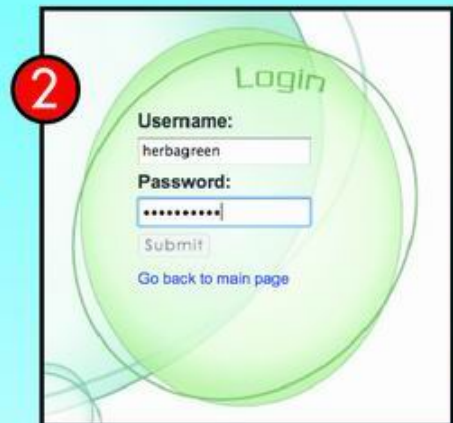 2
Login
Username:
herbagreen
Password:
••••••••••
Submit
Go back to main page